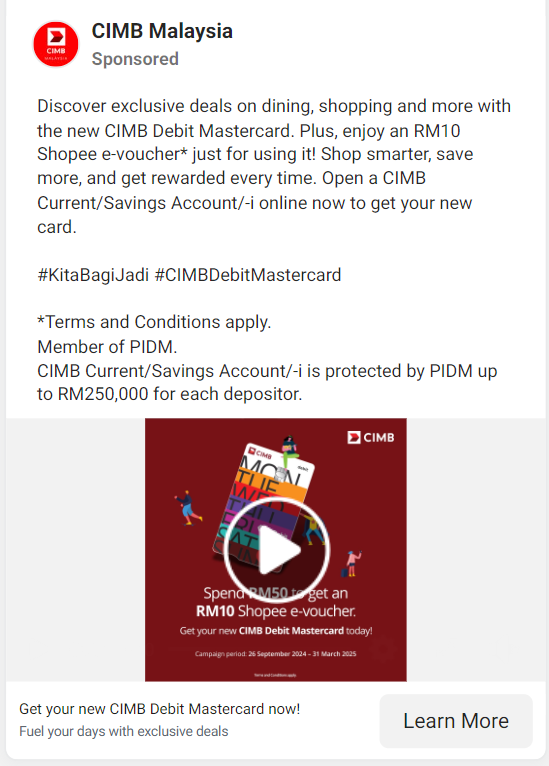 CIMB Malaysia
CIMB
MALAYSIA
Sponsored
Discover exclusive deals on dining, shopping and more with
the new CIMB Debit Mastercard. Plus, enjoy an RM10
Shopee e-voucher* just for using it! Shop smarter, save
more, and get rewarded every time. Open a CIMB
Current/Savings Account/-i online now to get your new
card.
#KitaBagiJadi #CIMBDebitMastercard
*Terms and Conditions apply.
Member of PIDM.
CIMB Current/Savings Account/-i is protected by PIDM up
to RM250,000 for each depositor.
CIMB
CIMB
MON
TUE
WED
THU
FRI
SAT
Spend RM50 to get an
RM10 Shopee e-voucher.
Get your new CIMB Debit Mastercard today!
Campaign period: 26 September 2024 – 31 March 2025
Terms and Conditions apply.
Get your new CIMB Debit Mastercard now!
Fuel your days with exclusive deals
Learn More